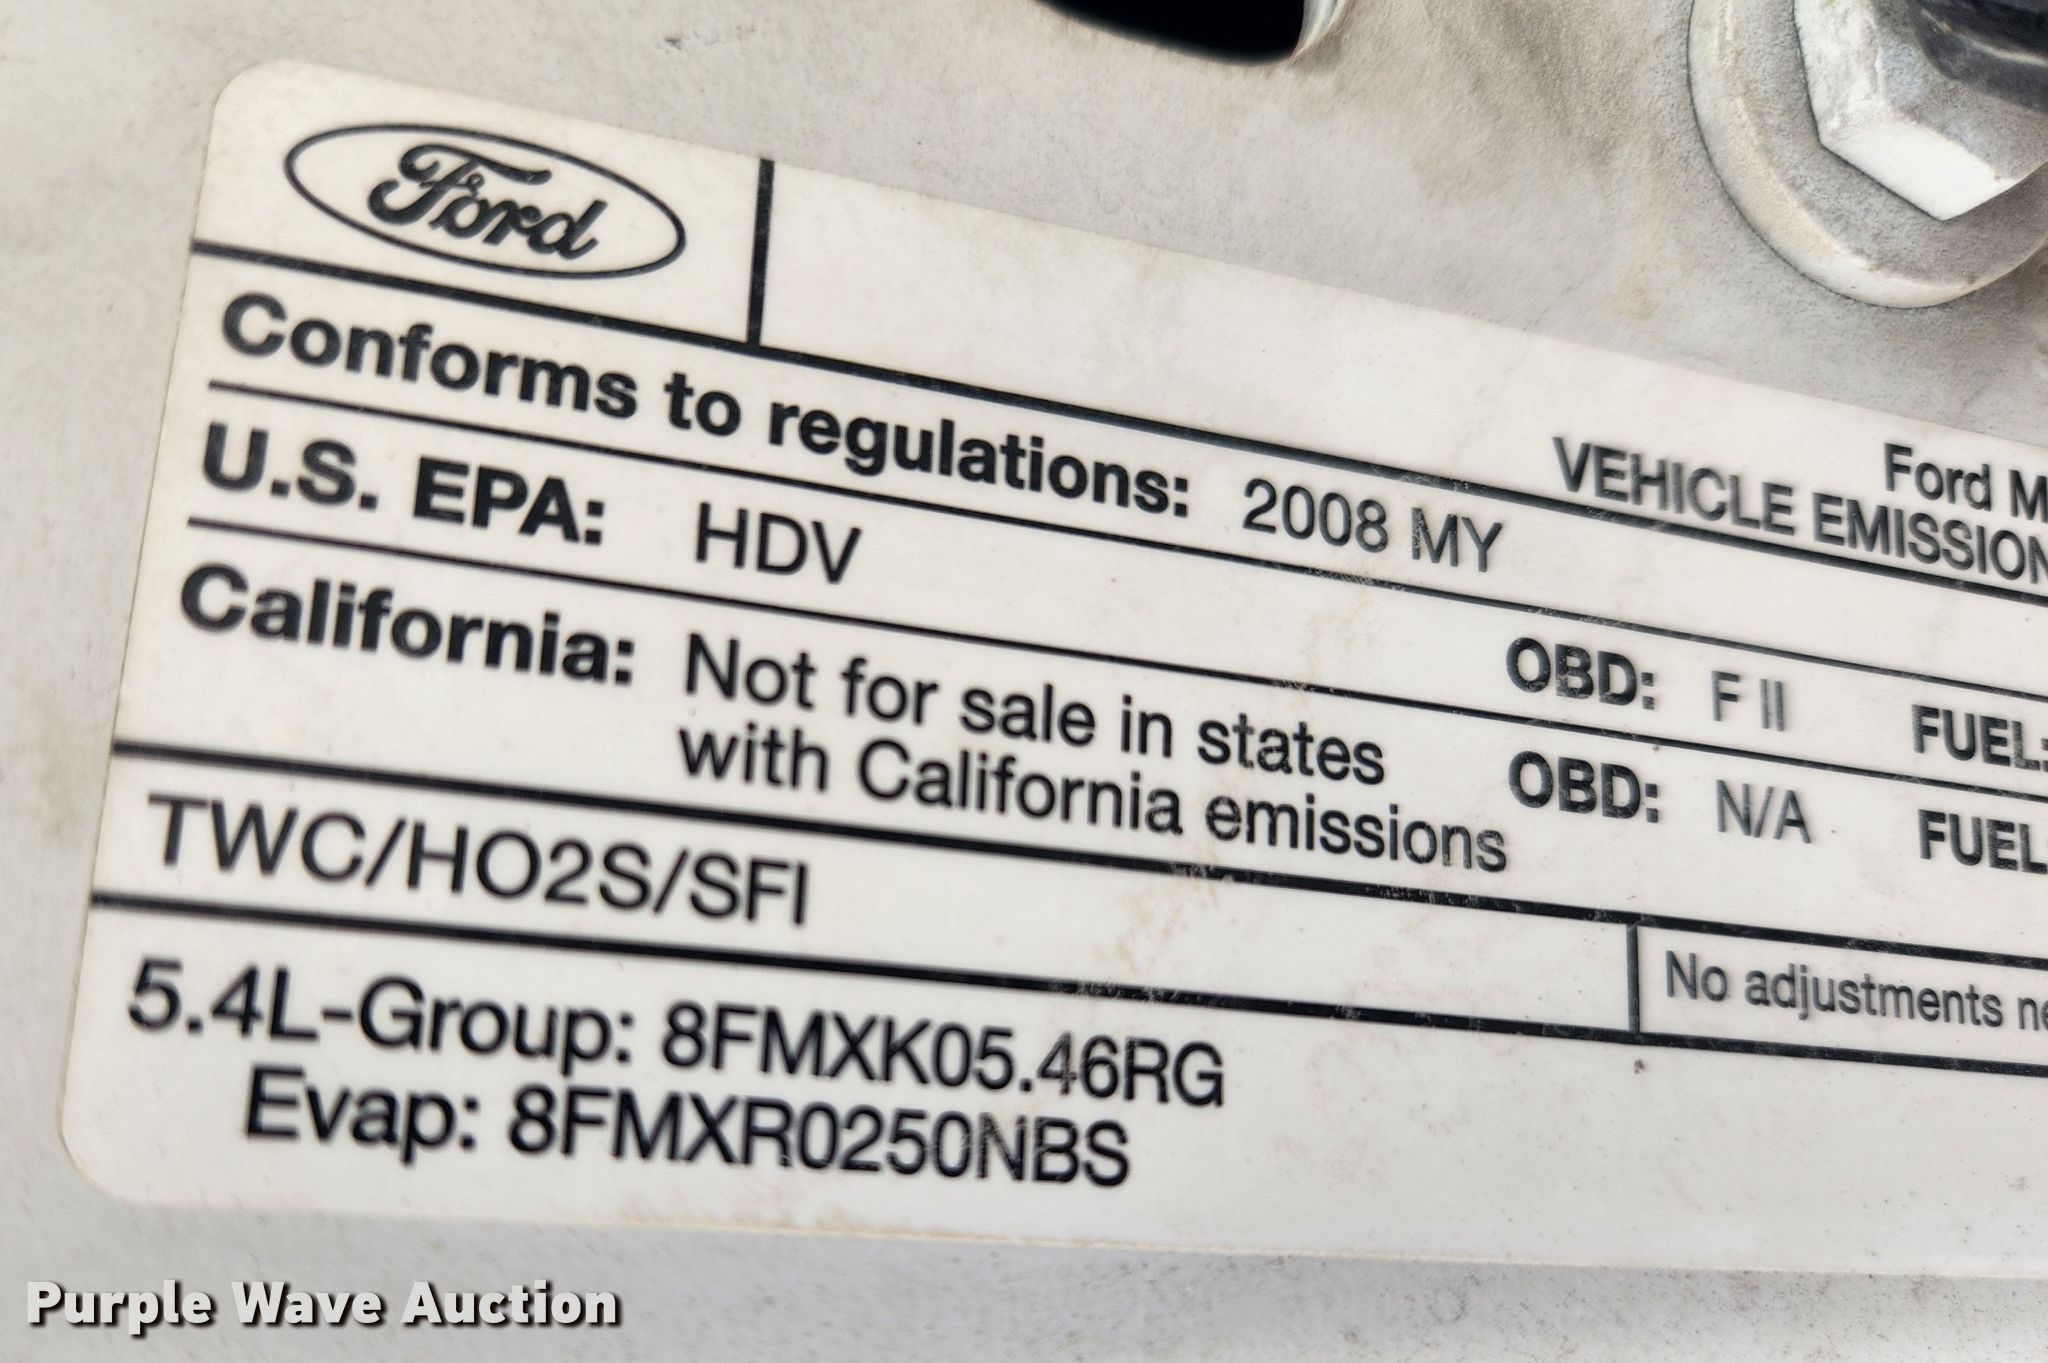 Ford
Ford M
VEHICLE EMISSION
Conforms to regulations: 2008 MY
U.S. EPA: HDV OBD: F II FUEL:
California: Not for sale in states
with California emissions OBD: N/A FUEL
TWC/HO2S/SFI
No adjustments ne
5.4L-Group: 8FMXK05.46RG
Evap: 8FMXR0250NBS
Purple Wave Auction